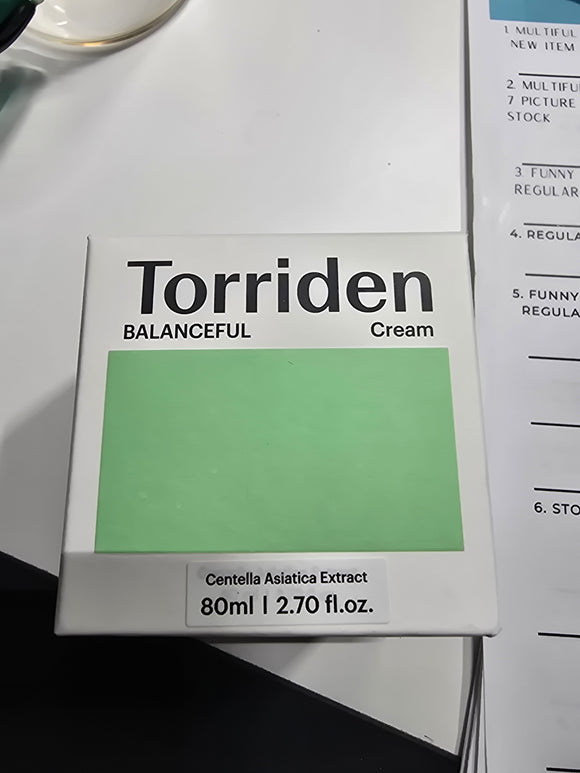 Torriden
BALANCEFUL Cream
Centella Asiatica Extract
80ml | 2.70 fl.oz.
1. MULTIFUL
NEW ITEM
2. MULTIFU
7 PICTURE
STOCK
3. FUNNY
REGULAR
4. REGULA
5. FUNNY
REGULA
6. STO